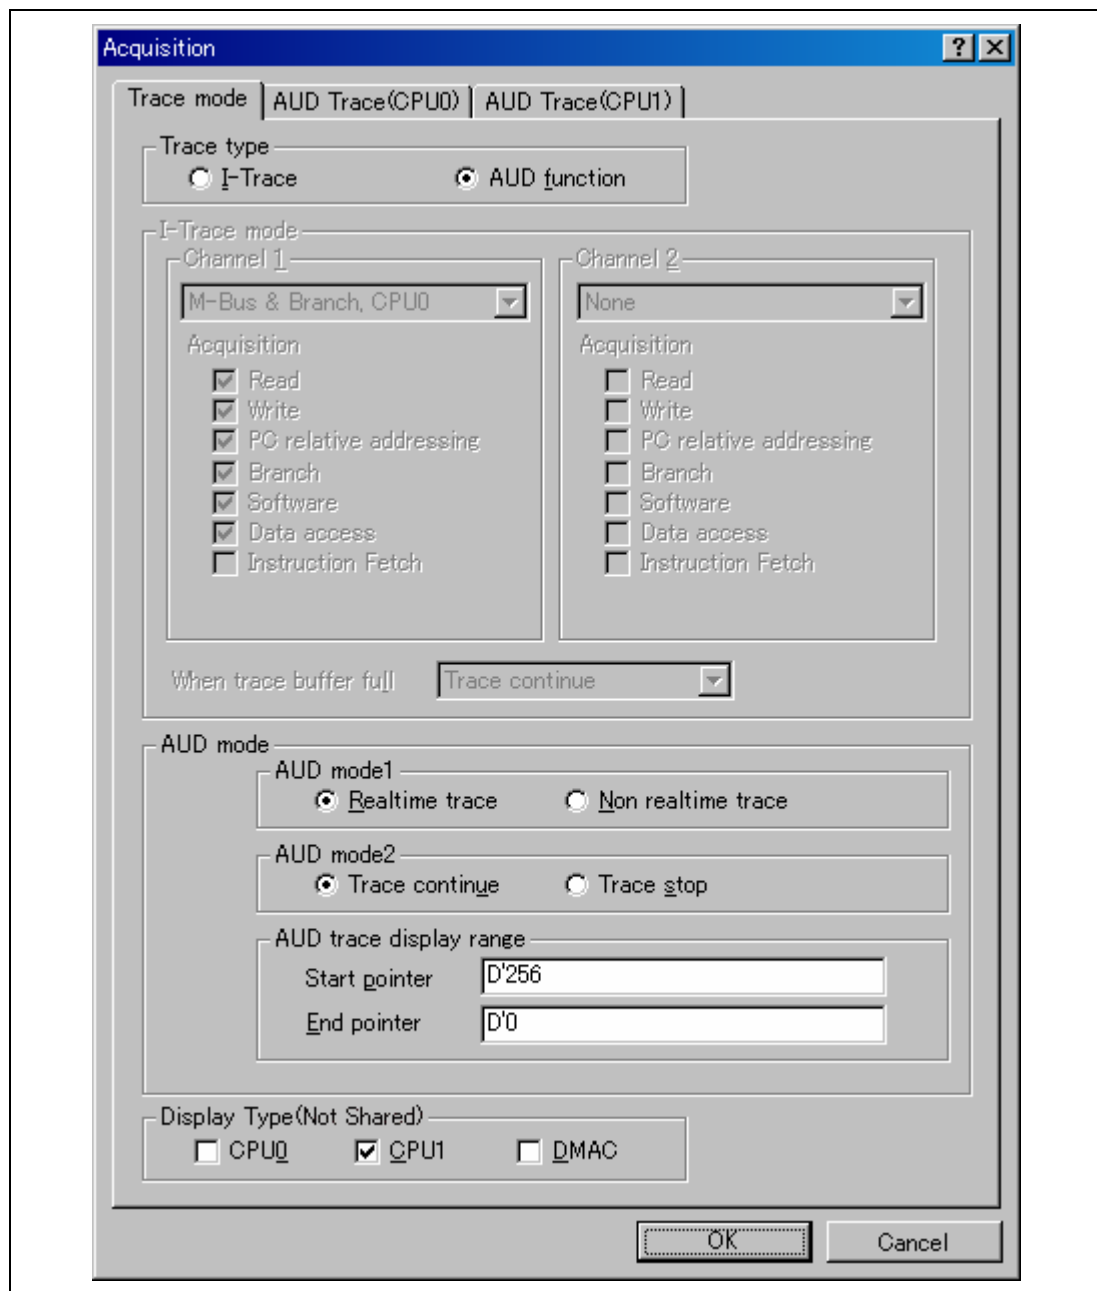 Acquisition
Trace mode AUD Trace(CPU0) AUD Trace(CPU1)
Trace type
I-Trace AUD function
I-Trace mode
Channel 1 Channel 2
M-Bus & Branch, CPU0 None
Acquisition Acquisition
Read Read
Write Write
PC relative addressing PC relative addressing
Branch Branch
Software Software
Data access Data access
Instruction Fetch Instruction Fetch
When trace buffer full Trace continue
AUD mode
AUD mode1
Realtime trace Non realtime trace
AUD mode2
Trace continue Trace stop
AUD trace display range
Start pointer D'256
End pointer D'0
Display Type(Not Shared)
CPU0 CPU1 DMAC
OK Cancel